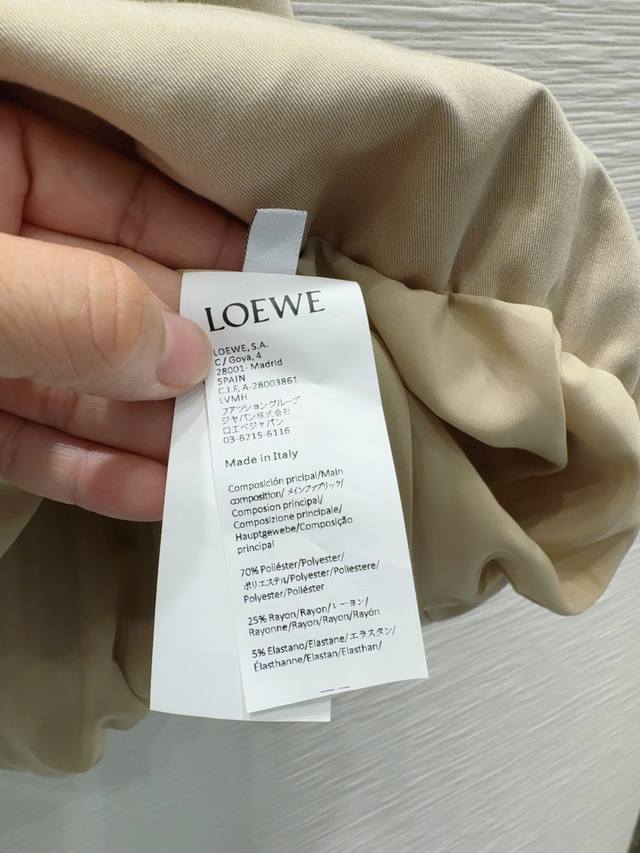 LOEWE
LOEWE, S.A.
C / Goya, 4
28001- Madrid
SPAIN
C.I.F, A-28003861
LVMH
ファッショングループ
ジャパン株式会社
ロエベジャパン
03-6215-6116
Made in Italy
Composición pricipal/Main
composition/ メインファブリック/
Composion principal/
Composizione principale/
Hauptgewebe/Composição
principal
70% Poliéster/Polyester/
ポリエステル/Polyester/Poliestere/
Polyester/Poliéster
25% Rayon/Rayon/レーヨン/
Rayonne/Rayon/Rayon/Rayón
5% Elastano/Elastane/エラスタン/
Élasthanne/Elastan/Elasthan/